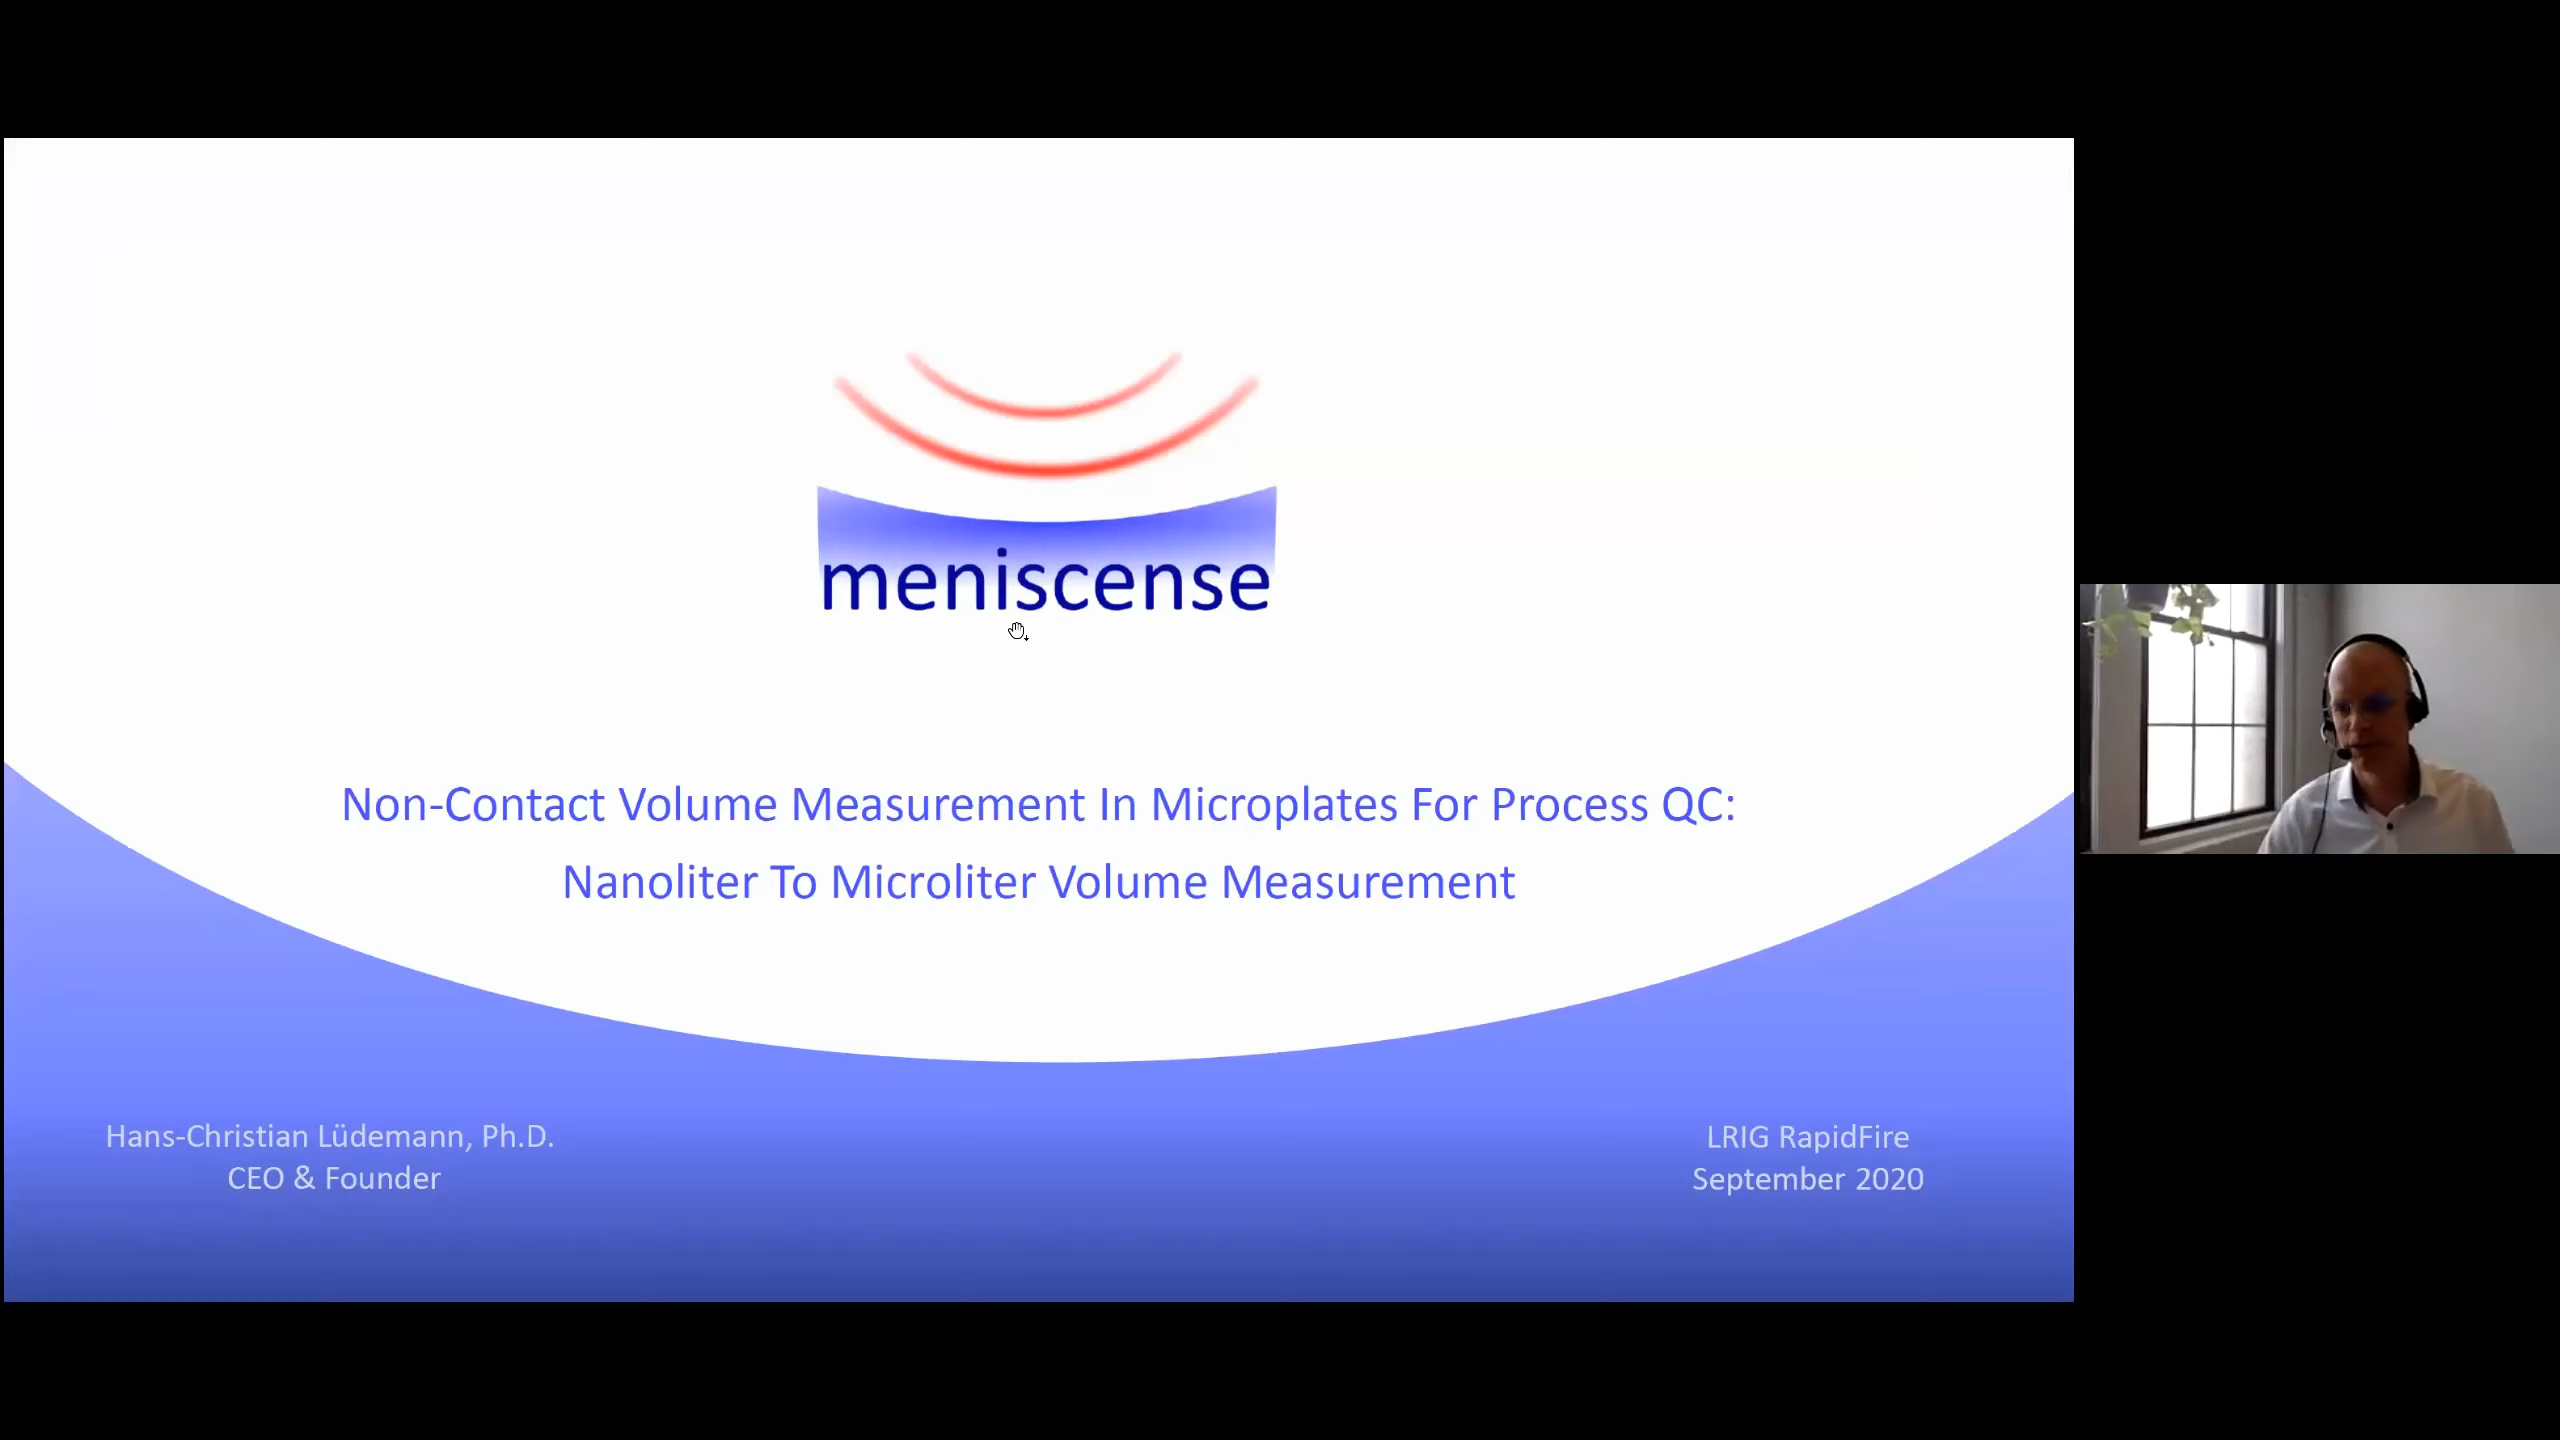 meniscense
Non-Contact Volume Measurement In Microplates For Process QC:
Nanoliter To Microliter Volume Measurement
Hans-Christian Lüdemann, Ph.D.
CEO & Founder
LRIG RapidFire
September 2020